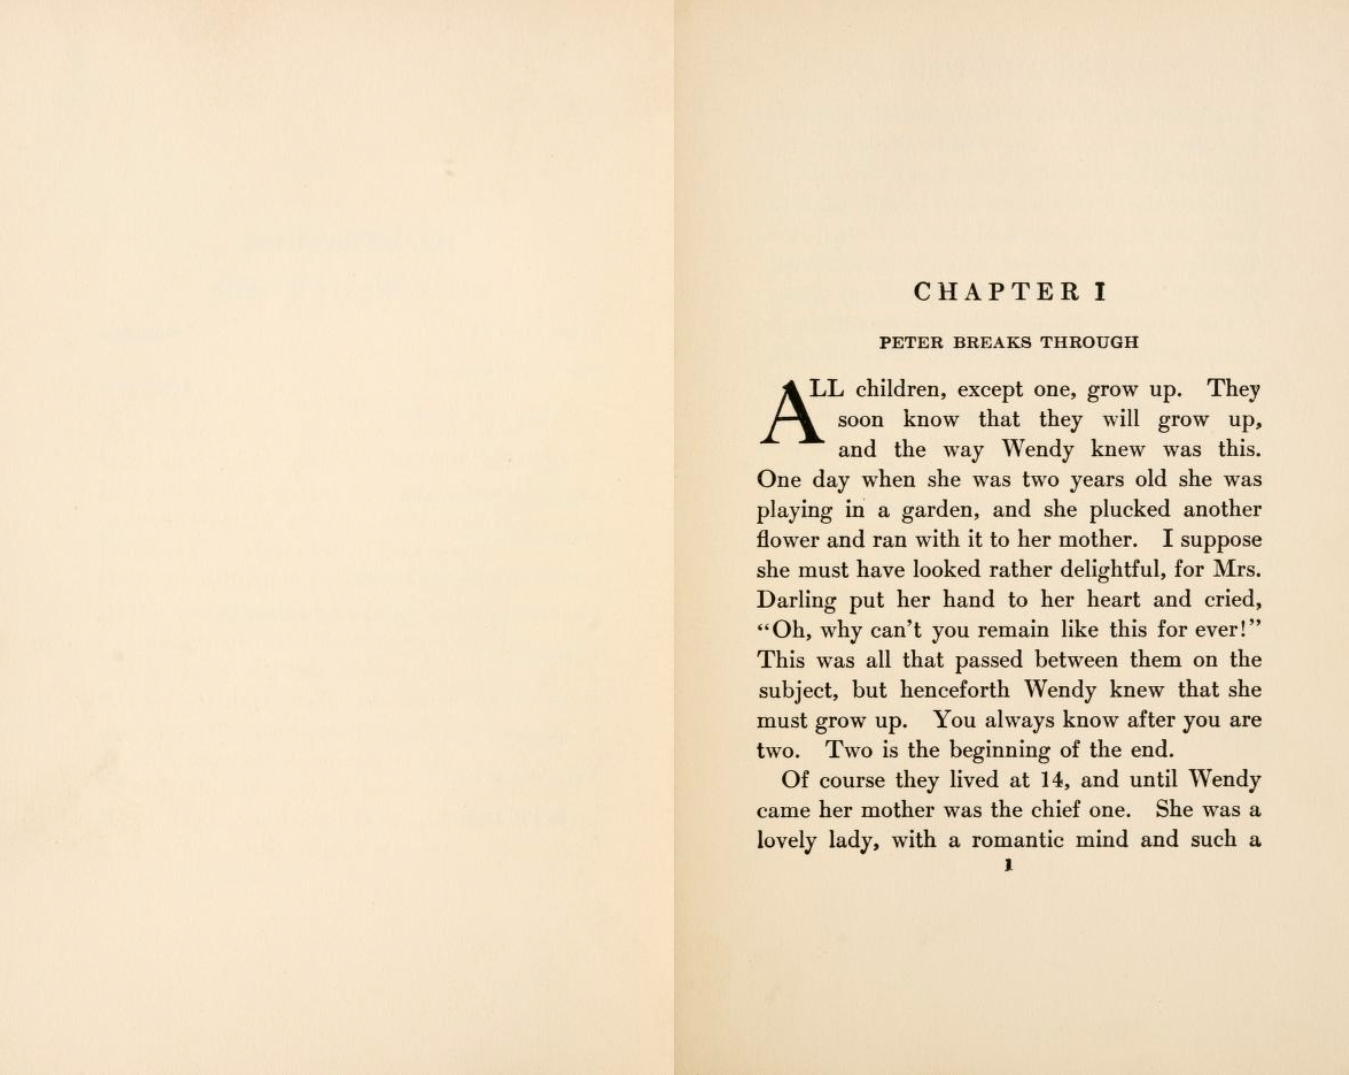 CHAPTER I
PETER BREAKS THROUGH
ALL children, except one, grow up. They
soon know that they will grow up,
and the way Wendy knew was this.
One day when she was two years old she was
playing in a garden, and she plucked another
flower and ran with it to her mother. I suppose
she must have looked rather delightful, for Mrs.
Darling put her hand to her heart and cried,
“Oh, why can’t you remain like this for ever!”
This was all that passed between them on the
subject, but henceforth Wendy knew that she
must grow up. You always know after you are
two. Two is the beginning of the end.
Of course they lived at 14, and until Wendy
came her mother was the chief one. She was a
lovely lady, with a romantic mind and such a
1